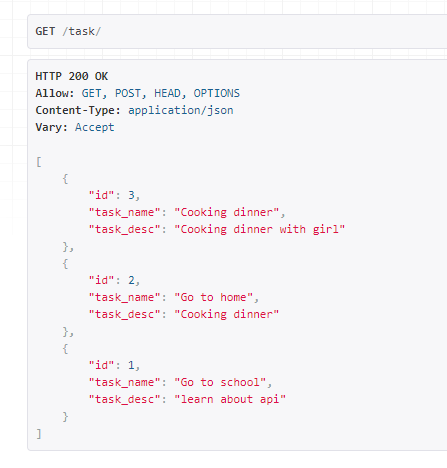 GET /task/
HTTP 200 OK
Allow: GET, POST, HEAD, OPTIONS
Content-Type: application/json
Vary: Accept
[
{
"id": 3,
"task_name": "Cooking dinner",
"task_desc": "Cooking dinner with girl"
},
{
"id": 2,
"task_name": "Go to home",
"task_desc": "Cooking dinner"
},
{
"id": 1,
"task_name": "Go to school",
"task_desc": "learn about api"
}
]